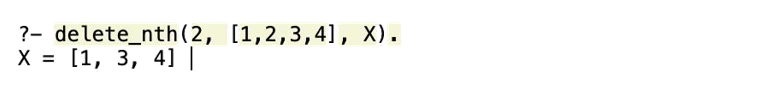 ?- delete_nth(2, [1,2,3,4], X).
X = [1, 3, 4] |